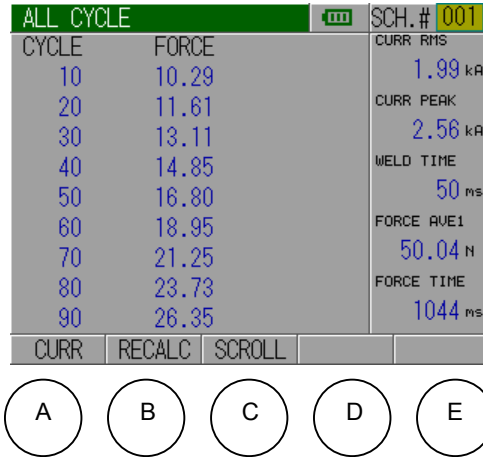 ALL CYCLE SCH.# 001
CYCLE FORCE
10 10.29
20 11.61
30 13.11
40 14.85
50 16.80
60 18.95
70 21.25
80 23.73
90 26.35
CURR RMS
1.99 kA
CURR PEAK
2.56 kA
WELD TIME
50 ms
FORCE AVE1
50.04 N
FORCE TIME
1044 ms
CURR RECALC SCROLL
A B C D E